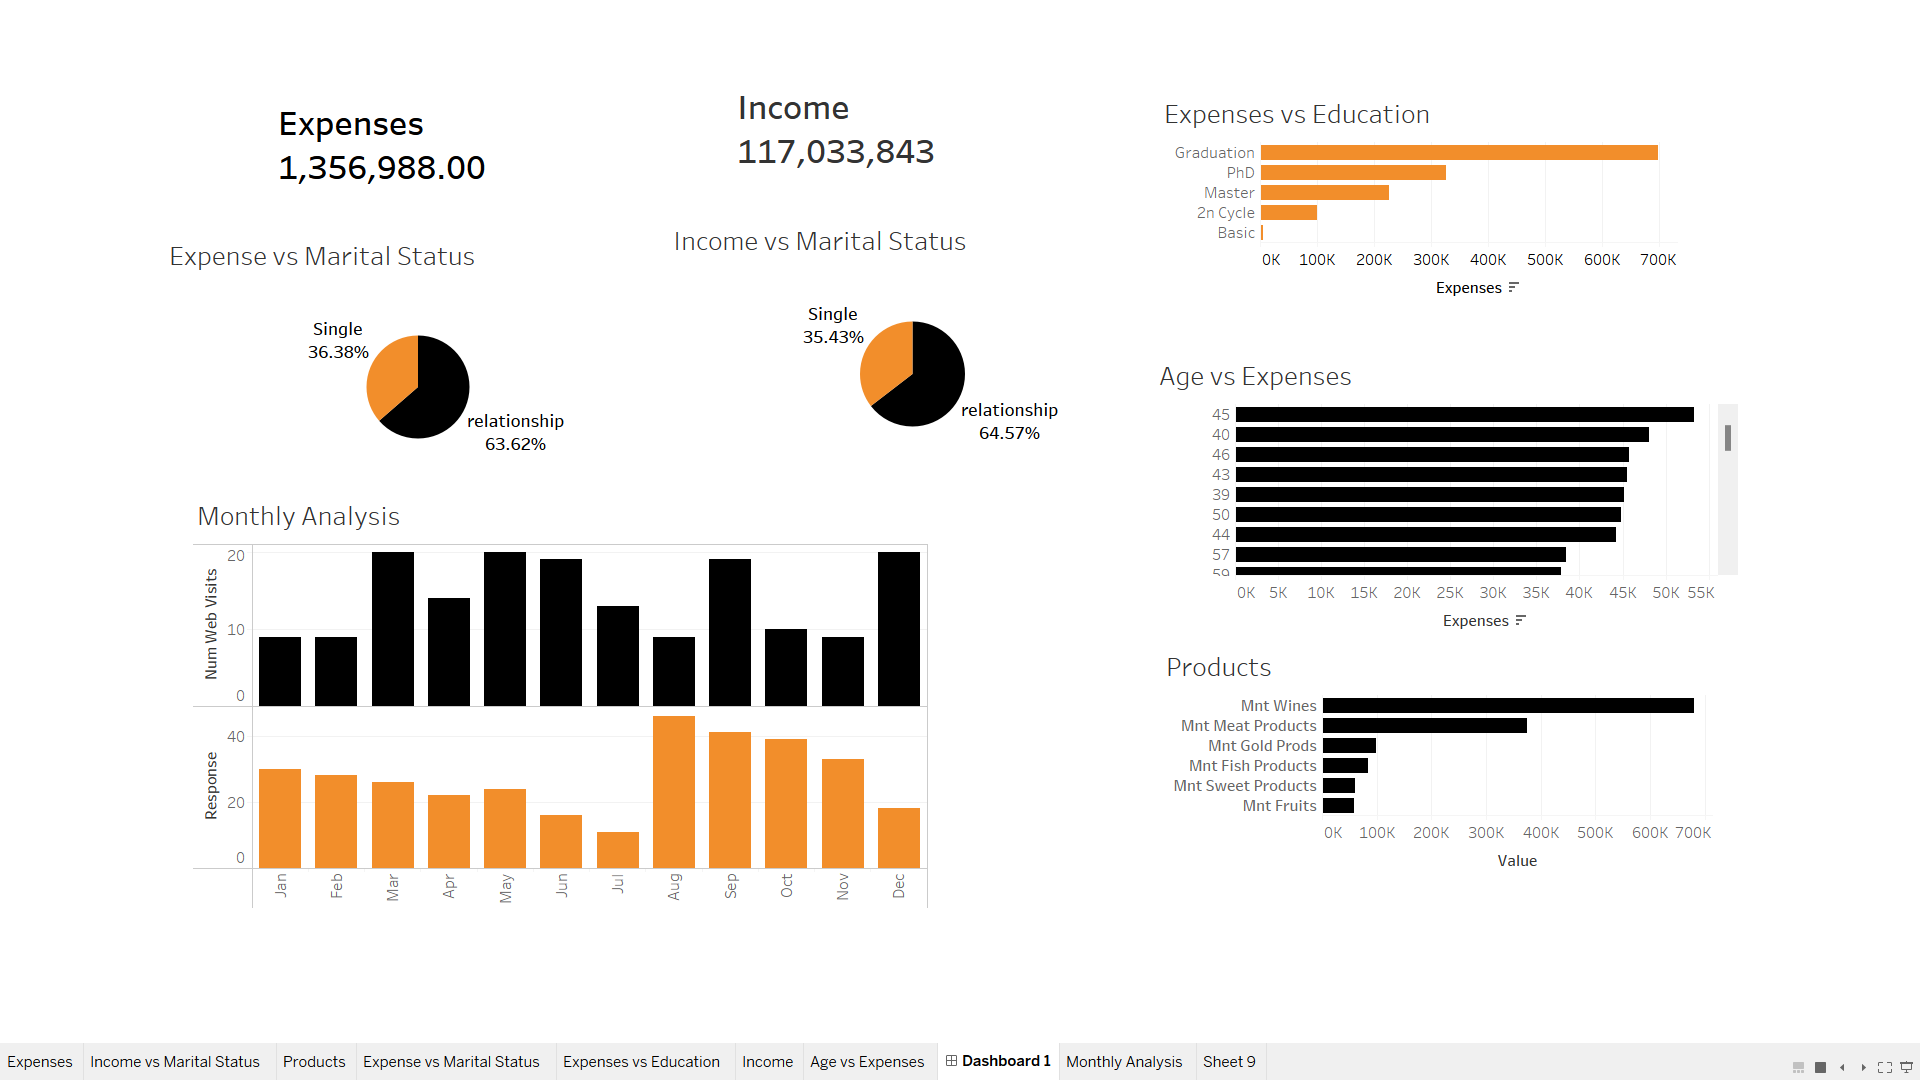 Expenses
1,356,988.00
Income
117,033,843
Expense vs Marital Status
Single
36.38%
relationship
63.62%
Income vs Marital Status
Single
35.43%
relationship
64.57%
Monthly Analysis
Num Web Visits
20
10
0
Response
40
20
0
Jan
Feb
Mar
Apr
May
Jun
Jul
Aug
Sep
Oct
Nov
Dec
Expenses vs Education
Graduation
PhD
Master
2n Cycle
Basic
0K 100K 200K 300K 400K 500K 600K 700K
Expenses
Age vs Expenses
45
40
46
43
39
50
44
57
59
0K 5K 10K 15K 20K 25K 30K 35K 40K 45K 50K 55K
Expenses
Products
Mnt Wines
Mnt Meat Products
Mnt Gold Prods
Mnt Fish Products
Mnt Sweet Products
Mnt Fruits
0K 100K 200K 300K 400K 500K 600K 700K
Value
Expenses Income vs Marital Status Products Expense vs Marital Status Expenses vs Education Income Age vs Expenses Dashboard 1 Monthly Analysis Sheet 9